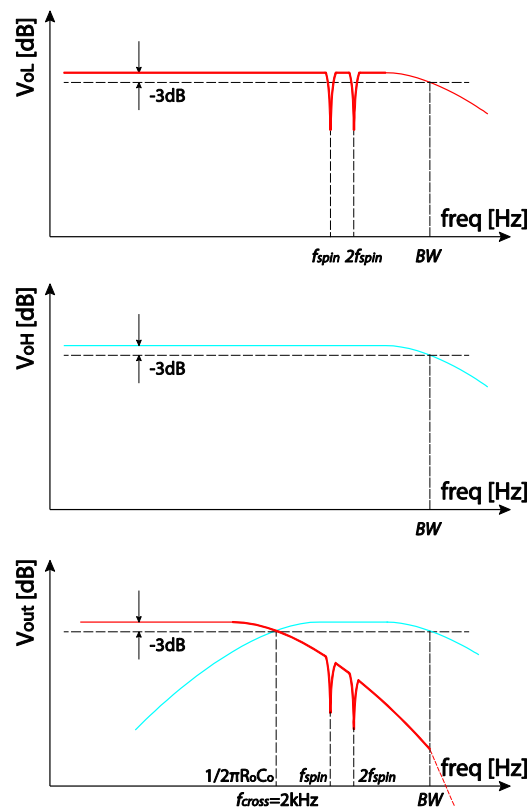 VoL [dB]
-3dB
freq [Hz]
fspin 2fspin BW
VoH [dB]
-3dB
freq [Hz]
BW
Vout [dB]
-3dB
freq [Hz]
1/2πRoCo fspin 2fspin BW
fcross=2kHz